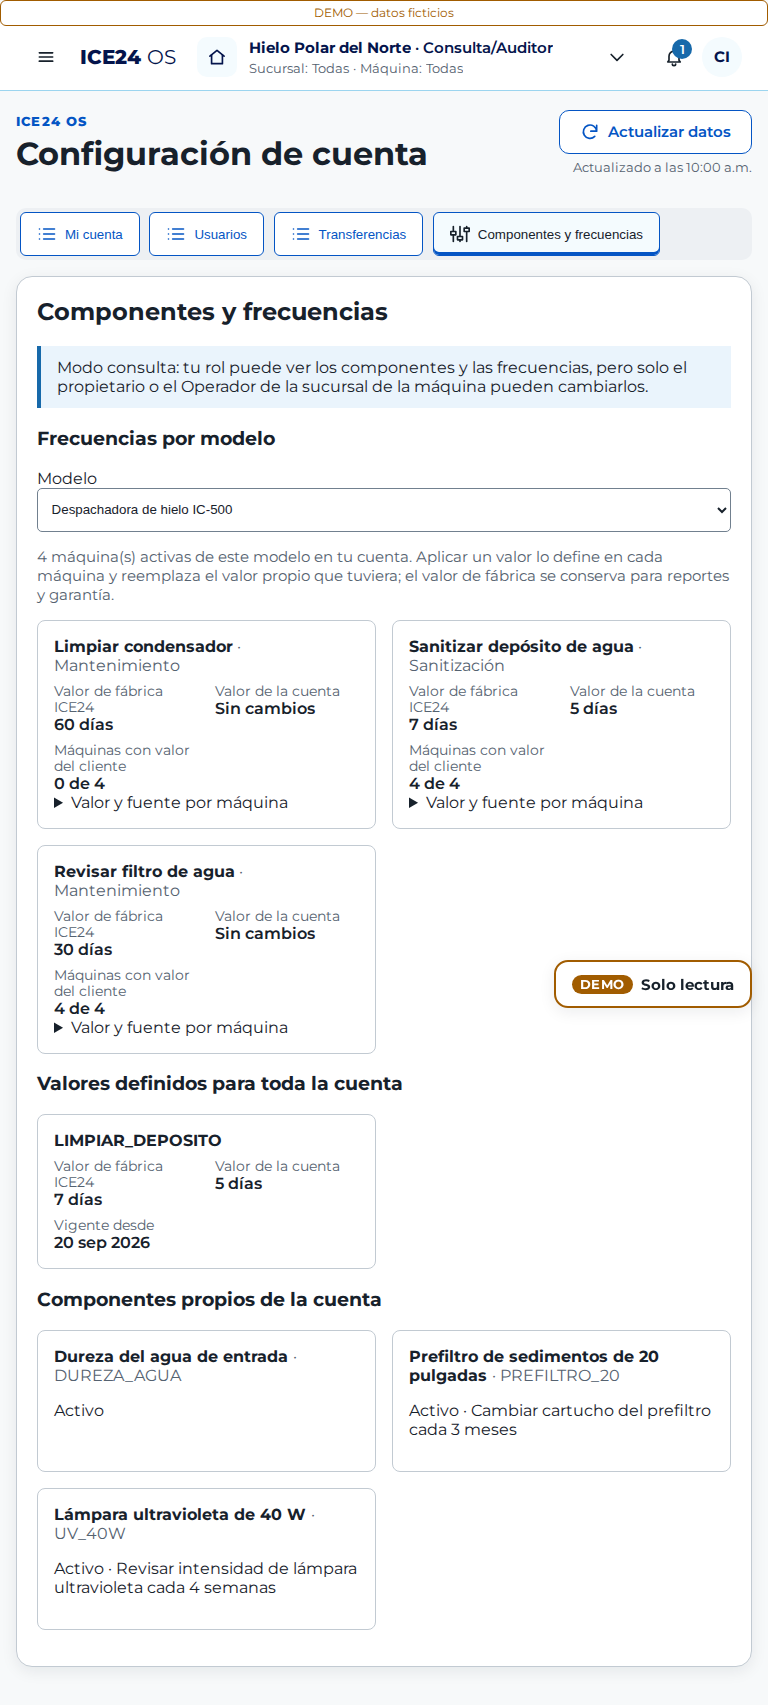 DEMO — datos ficticios
ICE24 OS
Hielo Polar del Norte · Consulta/Auditor
Sucursal: Todas · Máquina: Todas
1
CI
ICE24 OS
Configuración de cuenta
Actualizar datos
Actualizado a las 10:00 a.m.
Mi cuenta
Usuarios
Transferencias
Componentes y frecuencias
Componentes y frecuencias
Modo consulta: tu rol puede ver los componentes y las frecuencias, pero solo el
propietario o el Operador de la sucursal de la máquina pueden cambiarlos.
Frecuencias por modelo
Modelo
Despachadora de hielo IC-500
4 máquina(s) activas de este modelo en tu cuenta. Aplicar un valor lo define en cada
máquina y reemplaza el valor propio que tuviera; el valor de fábrica se conserva para reportes
y garantía.
Limpiar condensador ·
Mantenimiento
Valor de fábrica
ICE24
60 días
Valor de la cuenta
Sin cambios
Máquinas con valor
del cliente
0 de 4
Valor y fuente por máquina
Sanitizar depósito de agua ·
Sanitización
Valor de fábrica
ICE24
7 días
Valor de la cuenta
5 días
Máquinas con valor
del cliente
4 de 4
Valor y fuente por máquina
Revisar filtro de agua ·
Mantenimiento
Valor de fábrica
ICE24
30 días
Valor de la cuenta
Sin cambios
Máquinas con valor
del cliente
4 de 4
Valor y fuente por máquina
DEMO Solo lectura
Valores definidos para toda la cuenta
LIMPIAR_DEPOSITO
Valor de fábrica
ICE24
7 días
Valor de la cuenta
5 días
Vigente desde
20 sep 2026
Componentes propios de la cuenta
Dureza del agua de entrada ·
DUREZA_AGUA
Activo
Prefiltro de sedimentos de 20
pulgadas · PREFILTRO_20
Activo · Cambiar cartucho del prefiltro
cada 3 meses
Lámpara ultravioleta de 40 W ·
UV_40W
Activo · Revisar intensidad de lámpara
ultravioleta cada 4 semanas